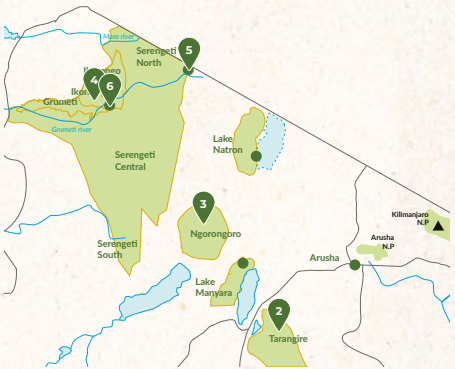 Mara river
Serengeti
North
5
4
6
Grumeti
Grumeti river
Serengeti
Central
Lake
Natron
3
Ngorongoro
Serengeti
South
Lake
Manyara
2
Tarangire
Arusha
Arusha
N.P
Kilimanjaro
N.P